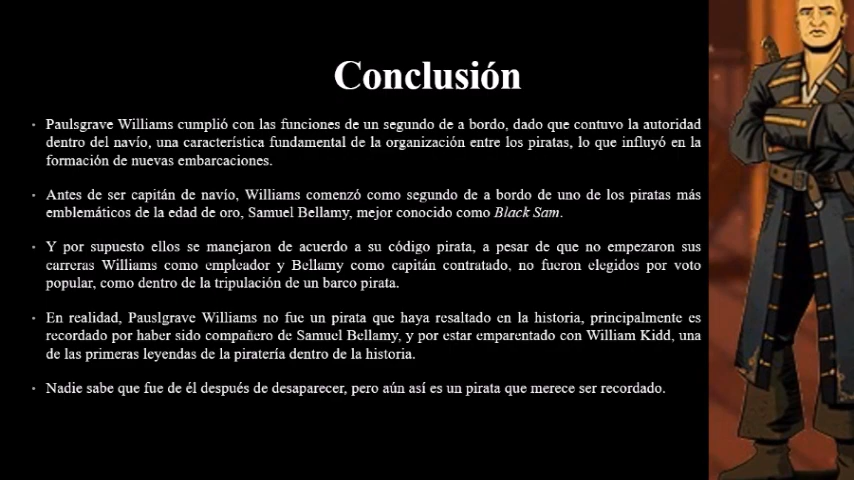 Conclusión
• Paulsgrave Williams cumplió con las funciones de un segundo de a bordo, dado que contuvo la autoridad
dentro del navío, una característica fundamental de la organización entre los piratas, lo que influyó en la
formación de nuevas embarcaciones.
• Antes de ser capitán de navío, Williams comenzó como segundo de a bordo de uno de los piratas más
emblemáticos de la edad de oro, Samuel Bellamy, mejor conocido como Black Sam.
• Y por supuesto ellos se manejaron de acuerdo a su código pirata, a pesar de que no empezaron sus
carreras Williams como empleador y Bellamy como capitán contratado, no fueron elegidos por voto
popular, como dentro de la tripulación de un barco pirata.
• En realidad, Pauslgrave Williams no fue un pirata que haya resaltado en la historia, principalmente es
recordado por haber sido compañero de Samuel Bellamy, y por estar emparentado con William Kidd, una
de las primeras leyendas de la piratería dentro de la historia.
• Nadie sabe que fue de él después de desaparecer, pero aún así es un pirata que merece ser recordado.